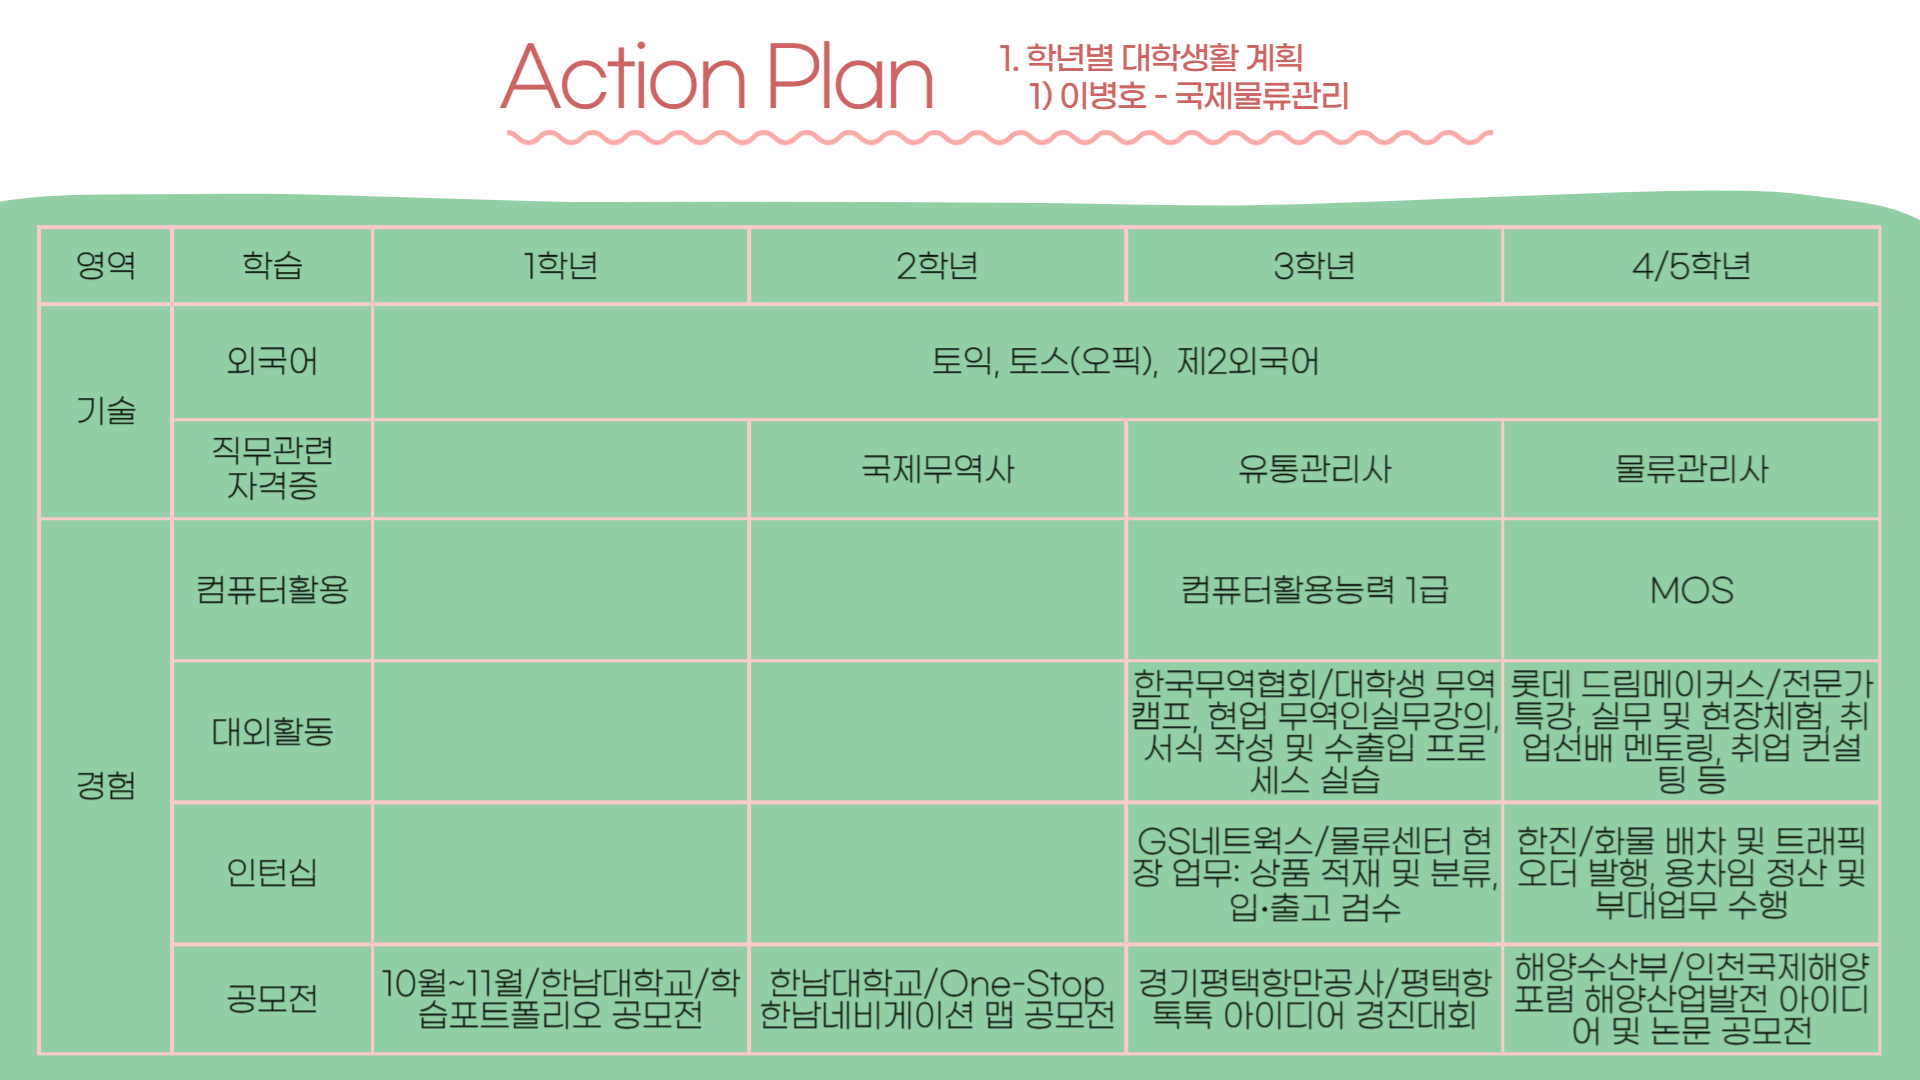 Action Plan
1. 학년별 대학생활 계획
1) 이병호 - 국제물류관리
영역 학습 1학년 2학년 3학년 4/5학년
기술
외국어
토익, 토스(오픽), 제2외국어
직무관련
자격증
국제무역사
유통관리사
물류관리사
경험
컴퓨터활용
컴퓨터활용능력 1급
MOS
대외활동
한국무역협회/대학생 무역
캠프, 현업 무역인실무강의,
서식 작성 및 수출입 프로
세스 실습
롯데 드림메이커스/전문가
특강, 실무 및 현장체험, 취
업선배 멘토링, 취업 컨설
팅 등
인턴십
GS네트웍스/물류센터 현
장 업무: 상품 적재 및 분류,
입·출고 검수
한진/화물 배차 및 트래픽
오더 발행, 용차임 정산 및
부대업무 수행
공모전
10월~11월/한남대학교/학
습포트폴리오 공모전
한남대학교/One-Stop
한남네비게이션 맵 공모전
경기평택항만공사/평택항
톡톡 아이디어 경진대회
해양수산부/인천국제해양
포럼 해양산업발전 아이디
어 및 논문 공모전